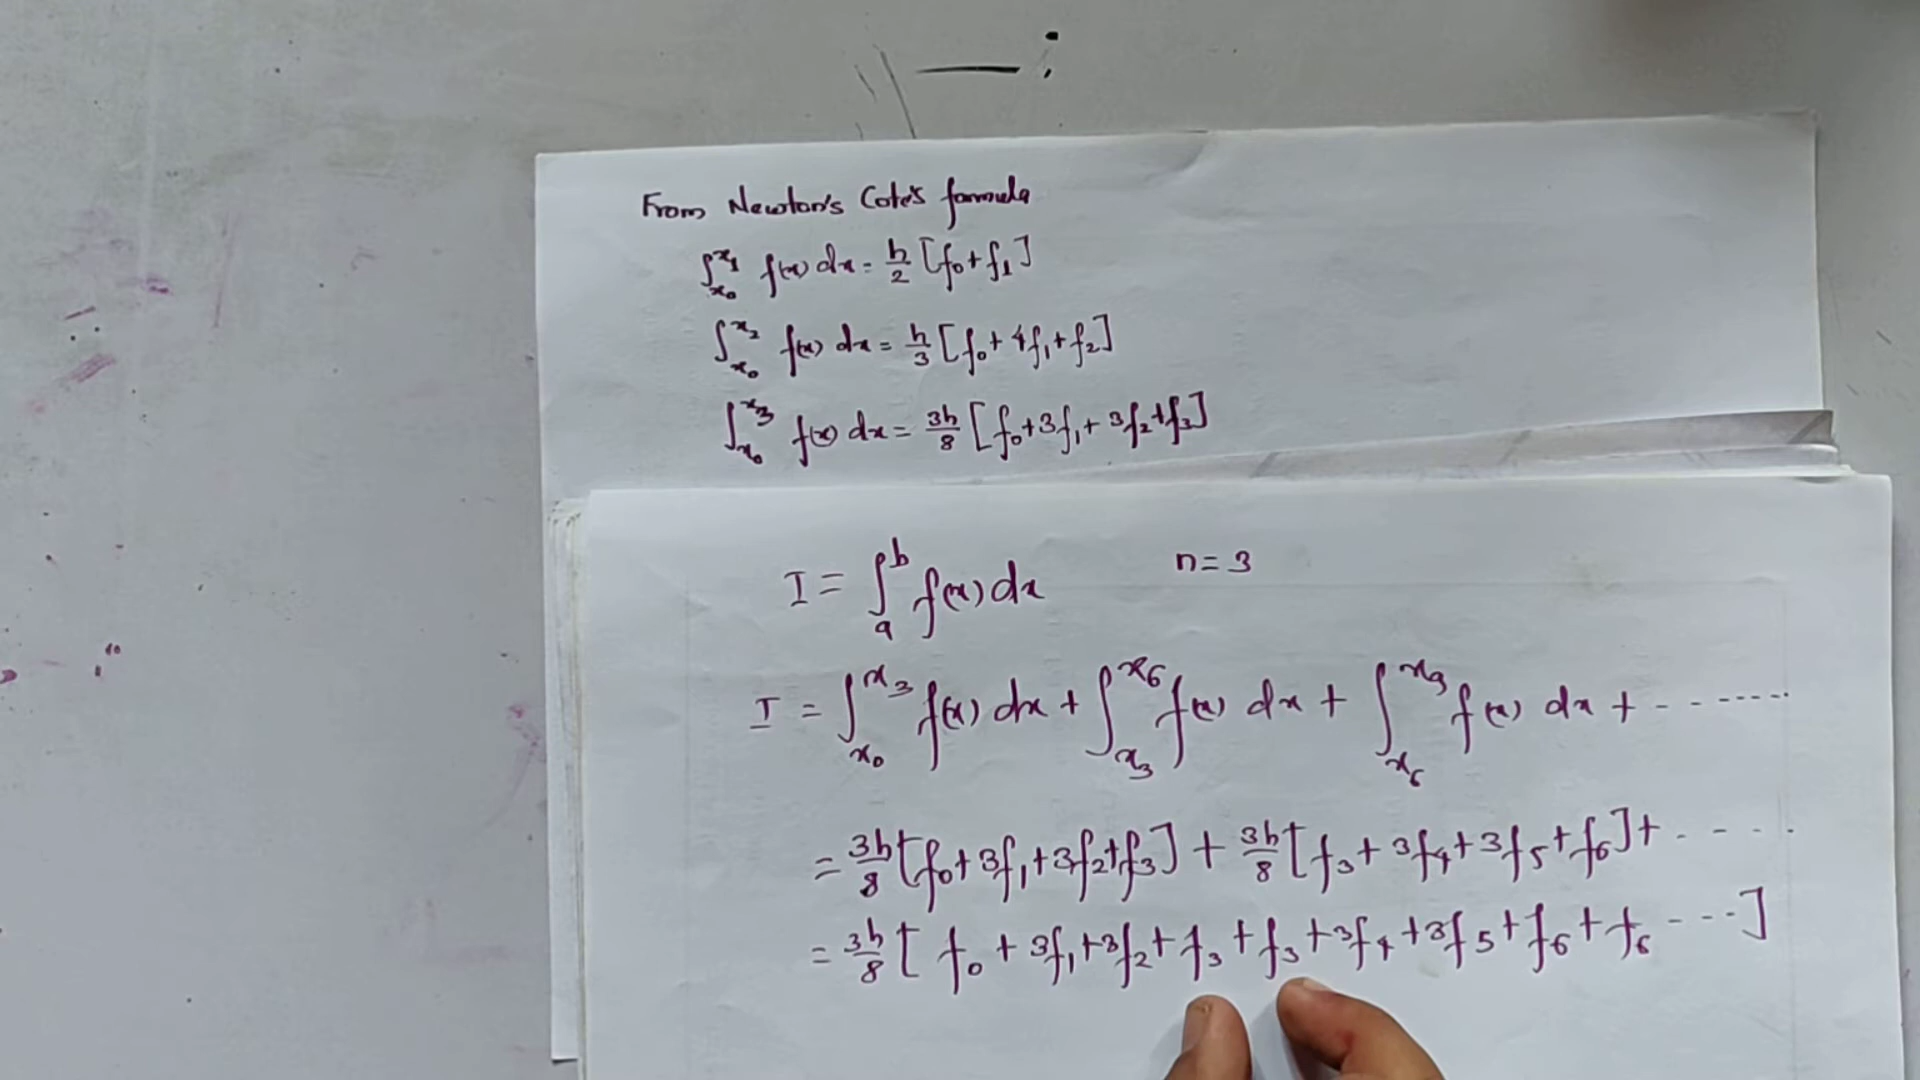 From Newton's Cote's formula
∫_{x₀}^{x₁} f(x) dx = h/2 [f₀ + f₁]
∫_{x₀}^{x₂} f(x) dx = h/3 [f₀ + 4f₁ + f₂]
∫_{x₀}^{x₃} f(x) dx = 3h/8 [f₀ + 3f₁ + 3f₂ + f₃]
I = ∫_a^b f(x) dx n = 3
I = ∫_{x₀}^{x₃} f(x) dx + ∫_{x₃}^{x₆} f(x) dx + ∫_{x₆}^{x₉} f(x) dx + -------
= 3h/8 [f₀ + 3f₁ + 3f₂ + f₃] + 3h/8 [f₃ + 3f₄ + 3f₅ + f₆] + ----
= 3h/8 [f₀ + 3f₁ + 3f₂ + f₃ + f₃ + 3f₄ + 3f₅ + f₆ + f₆ ---]